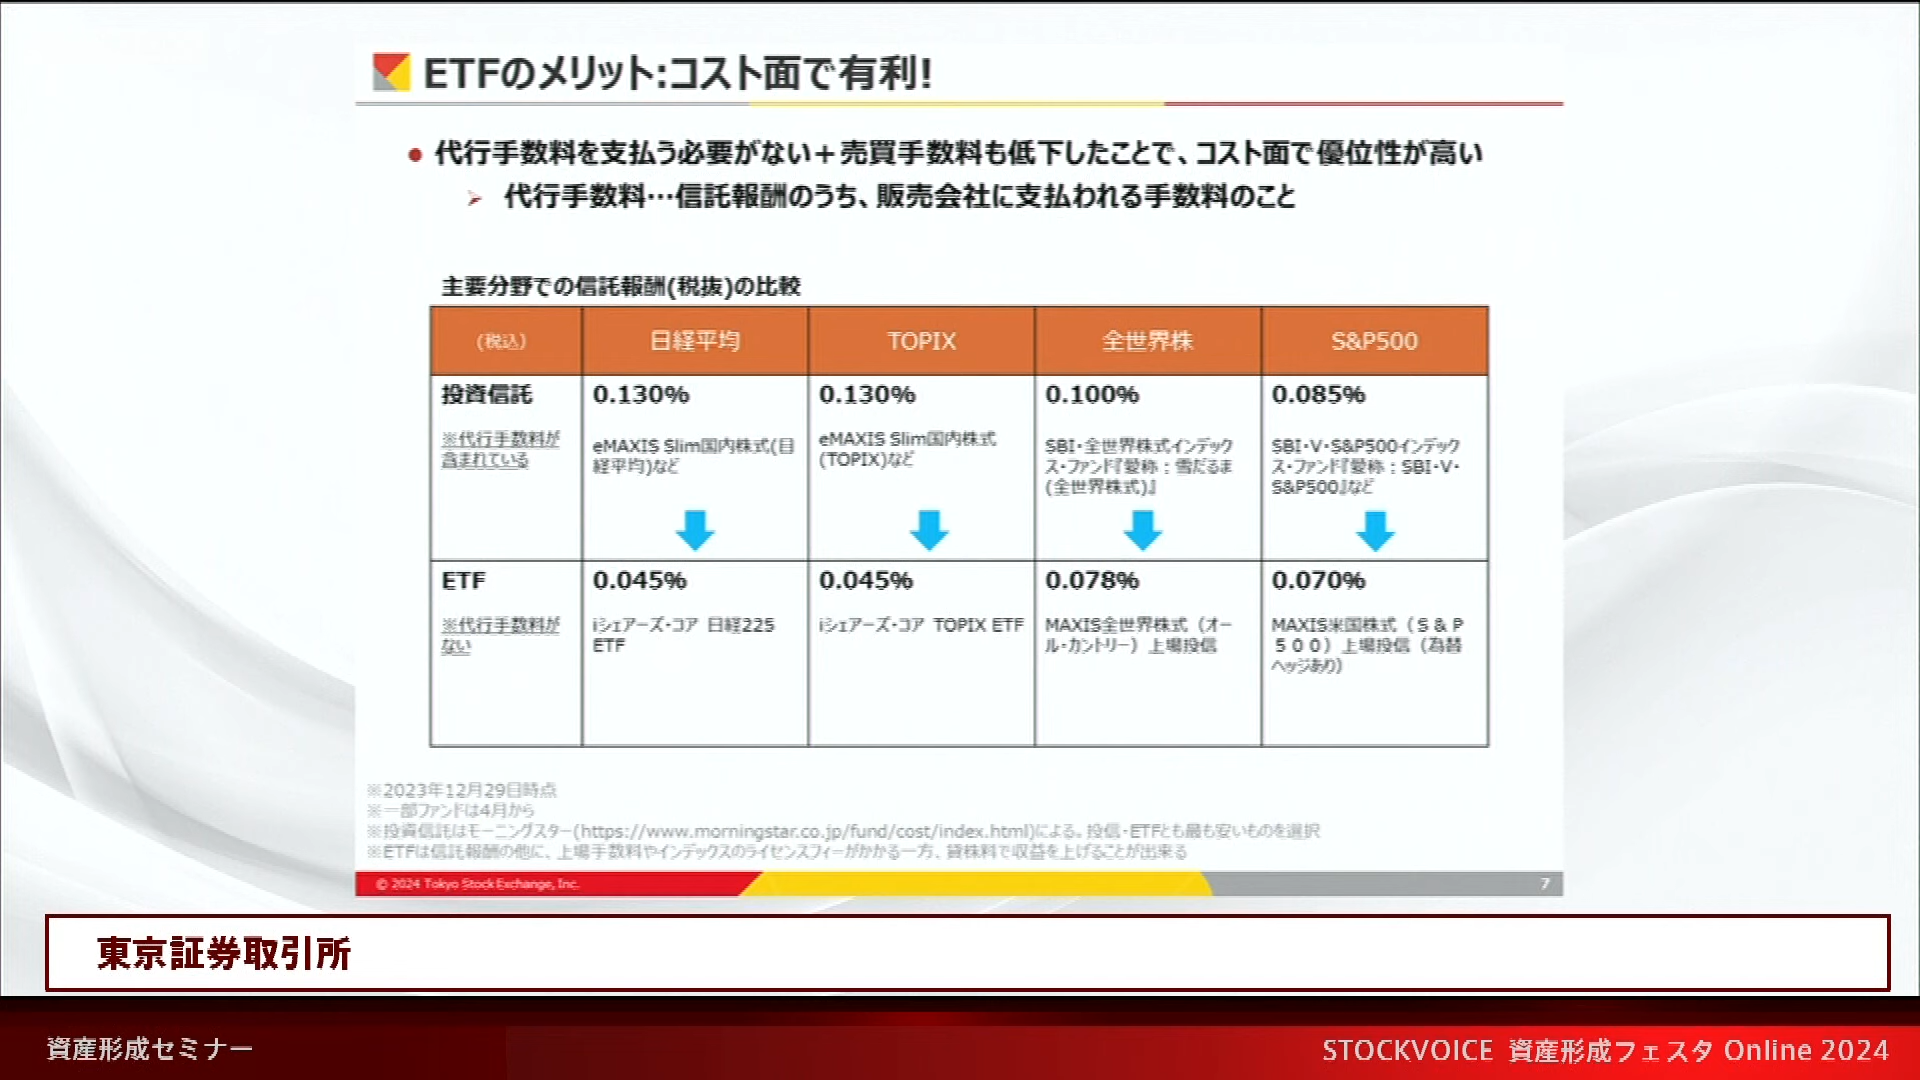 ETFのメリット:コスト面で有利!
● 代行手数料を支払う必要がない＋売買手数料も低下したことで、コスト面で優位性が高い
➢ 代行手数料…信託報酬のうち、販売会社に支払われる手数料のこと
主要分野での信託報酬(税抜)の比較
(税込) 日経平均 TOPIX 全世界株 S&P500
投資信託 0.130% 0.130% 0.100% 0.085%
※代行手数料が
含まれている
eMAXIS Slim国内株式(日
経平均)など
eMAXIS Slim国内株式
(TOPIX)など
SBI・全世界株式インデック
ス・ファンド『愛称：雪だるま
(全世界株式)』
SBI・V・S&P500インデック
ス・ファンド『愛称：SBI・V・
S&P500』など
ETF 0.045% 0.045% 0.078% 0.070%
※代行手数料が
ない
iシェアーズ・コア 日経225
ETF
iシェアーズ・コア TOPIX ETF
MAXIS全世界株式（オー
ル・カントリー）上場投信
MAXIS米国株式（Ｓ＆Ｐ
５００）上場投信（為替
ヘッジあり）
※2023年12月29日時点
※一部ファンドは4月から
※投資信託はモーニングスター(https://www.morningstar.co.jp/fund/cost/index.html)による。投信・ETFとも最も安いものを選択
※ETFは信託報酬の他に、上場手数料やインデックスのライセンスフィーがかかる一方、貸株料で収益を上げることが出来る
© 2024 Tokyo Stock Exchange, Inc. 7
東京証券取引所
資産形成セミナー STOCKVOICE 資産形成フェスタ Online 2024